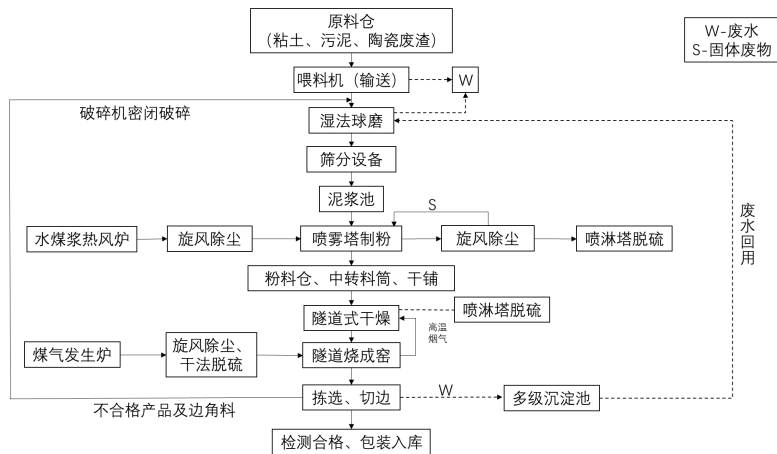 原料仓
（粘土、污泥、陶瓷废渣）
W-废水
S-固体废物
喂料机（输送）
W
破碎机密闭破碎
湿法球磨
筛分设备
泥浆池
S
水煤浆热风炉
旋风除尘
喷雾塔制粉
旋风除尘
喷淋塔脱硫
废水回用
粉料仓、中转料筒、干铺
隧道式干燥
喷淋塔脱硫
高温
烟气
煤气发生炉
旋风除尘、
干法脱硫
隧道烧成窑
不合格产品及边角料
拣选、切边
W
多级沉淀池
检测合格、包装入库